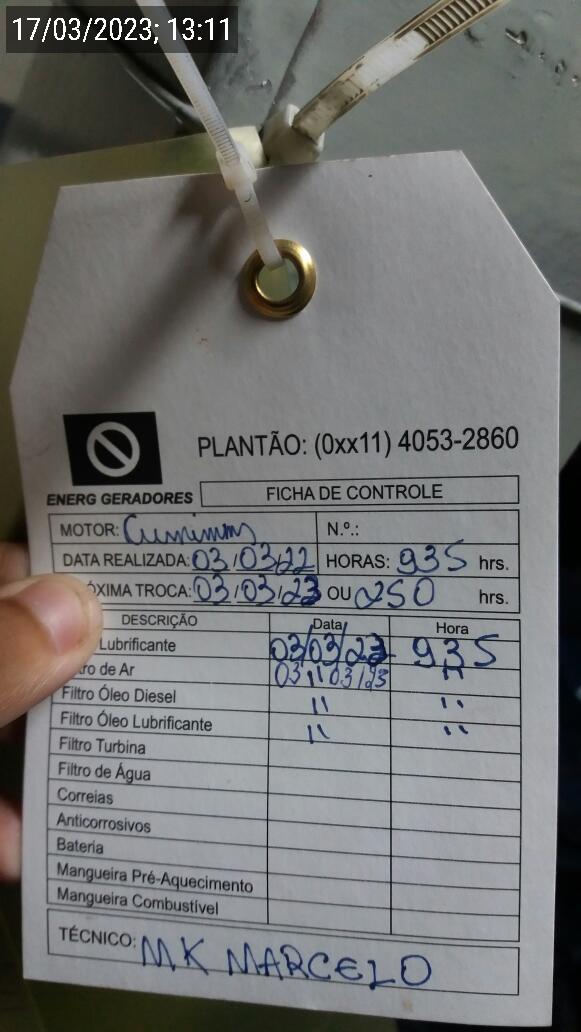 17/03/2023; 13:11
PLANTÃO: (0xx11) 4053-2860
ENERG GERADORES
FICHA DE CONTROLE
MOTOR: Cummins N.º.:
DATA REALIZADA: 03/03/22 HORAS: 935 hrs.
ÓXIMA TROCA: 03/03/23 OU 250 hrs.
DESCRIÇÃO Data Hora
Lubrificante 03/03/22 935
tro de Ar 03 " 03/23 "
Filtro Óleo Diesel " "
Filtro Óleo Lubrificante " "
Filtro Turbina
Filtro de Água
Correias
Anticorrosivos
Bateria
Mangueira Pré-Aquecimento
Mangueira Combustível
TÉCNICO: MK MARCELO